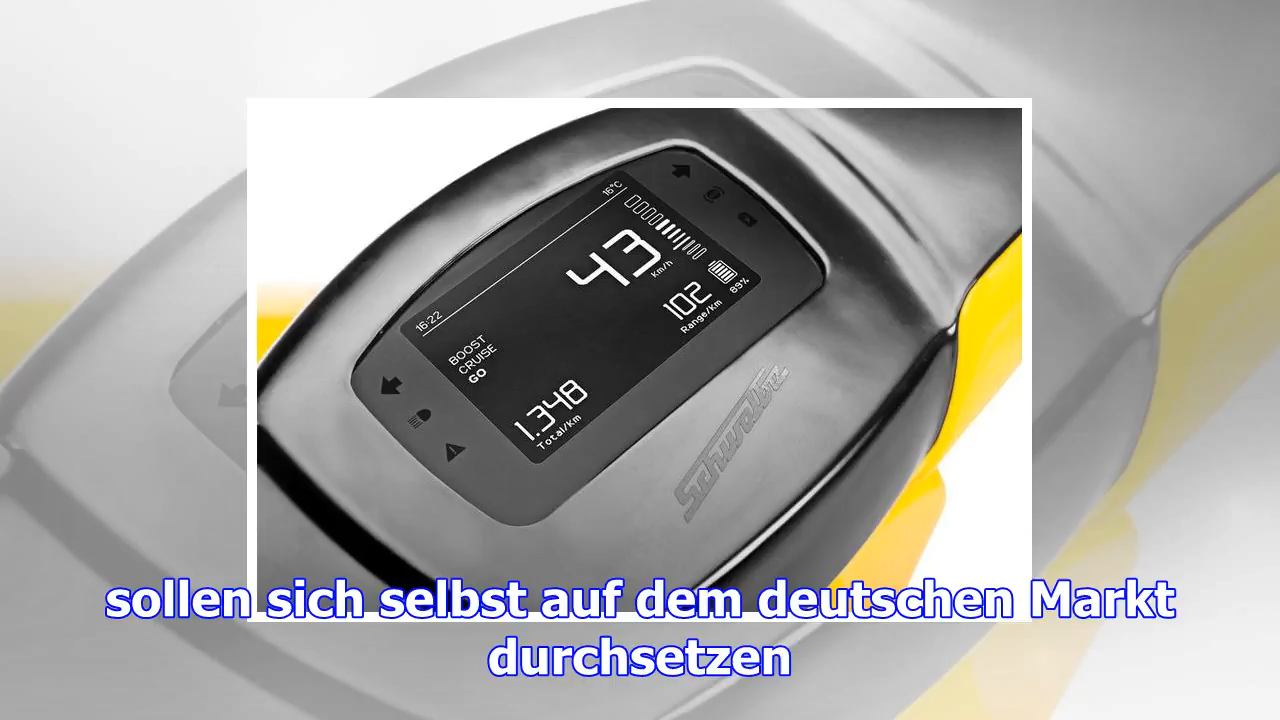 16°C
43
Km/h
102
Range/Km
89%
16:22
BOOST
CRUISE
GO
1.348
Total/Km
Schwalbe
sollen sich selbst auf dem deutschen Markt
durchsetzen